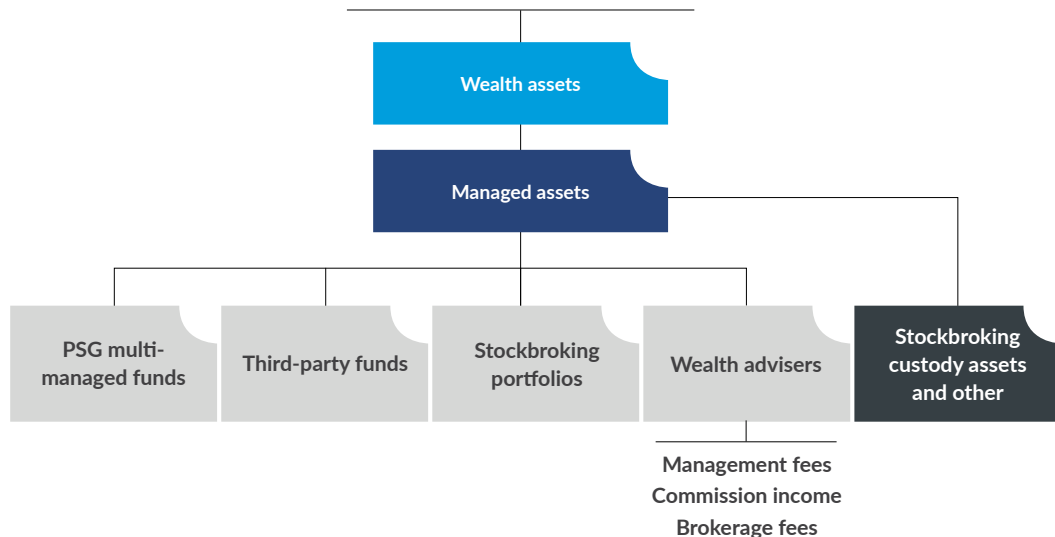 Wealth assets
Managed assets
PSG multi-
managed funds
Third-party funds
Stockbroking
portfolios
Wealth advisers
Stockbroking
custody assets
and other
Management fees
Commission income
Brokerage fees